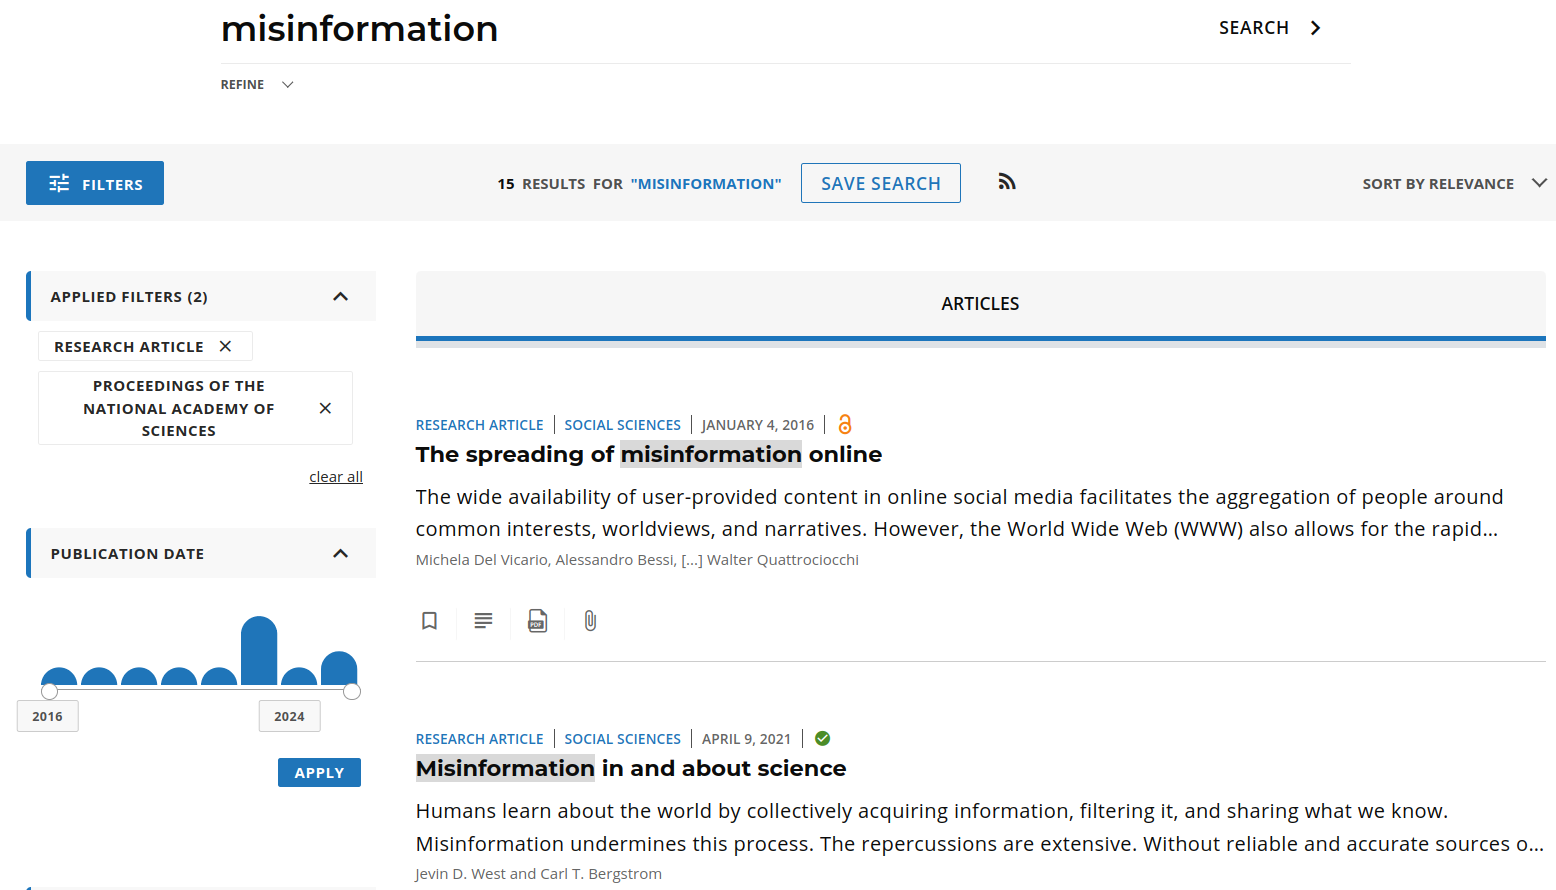 misinformation
SEARCH
REFINE
FILTERS
15 RESULTS FOR "MISINFORMATION"
SAVE SEARCH
SORT BY RELEVANCE
APPLIED FILTERS (2)
RESEARCH ARTICLE
PROCEEDINGS OF THE
NATIONAL ACADEMY OF
SCIENCES
clear all
PUBLICATION DATE
2016
2024
APPLY
ARTICLES
RESEARCH ARTICLE | SOCIAL SCIENCES | JANUARY 4, 2016 |
The spreading of misinformation online
The wide availability of user-provided content in online social media facilitates the aggregation of people around
common interests, worldviews, and narratives. However, the World Wide Web (WWW) also allows for the rapid...
Michela Del Vicario, Alessandro Bessi, [...] Walter Quattrociocchi
PDF
RESEARCH ARTICLE | SOCIAL SCIENCES | APRIL 9, 2021 |
Misinformation in and about science
Humans learn about the world by collectively acquiring information, filtering it, and sharing what we know.
Misinformation undermines this process. The repercussions are extensive. Without reliable and accurate sources o...
Jevin D. West and Carl T. Bergstrom